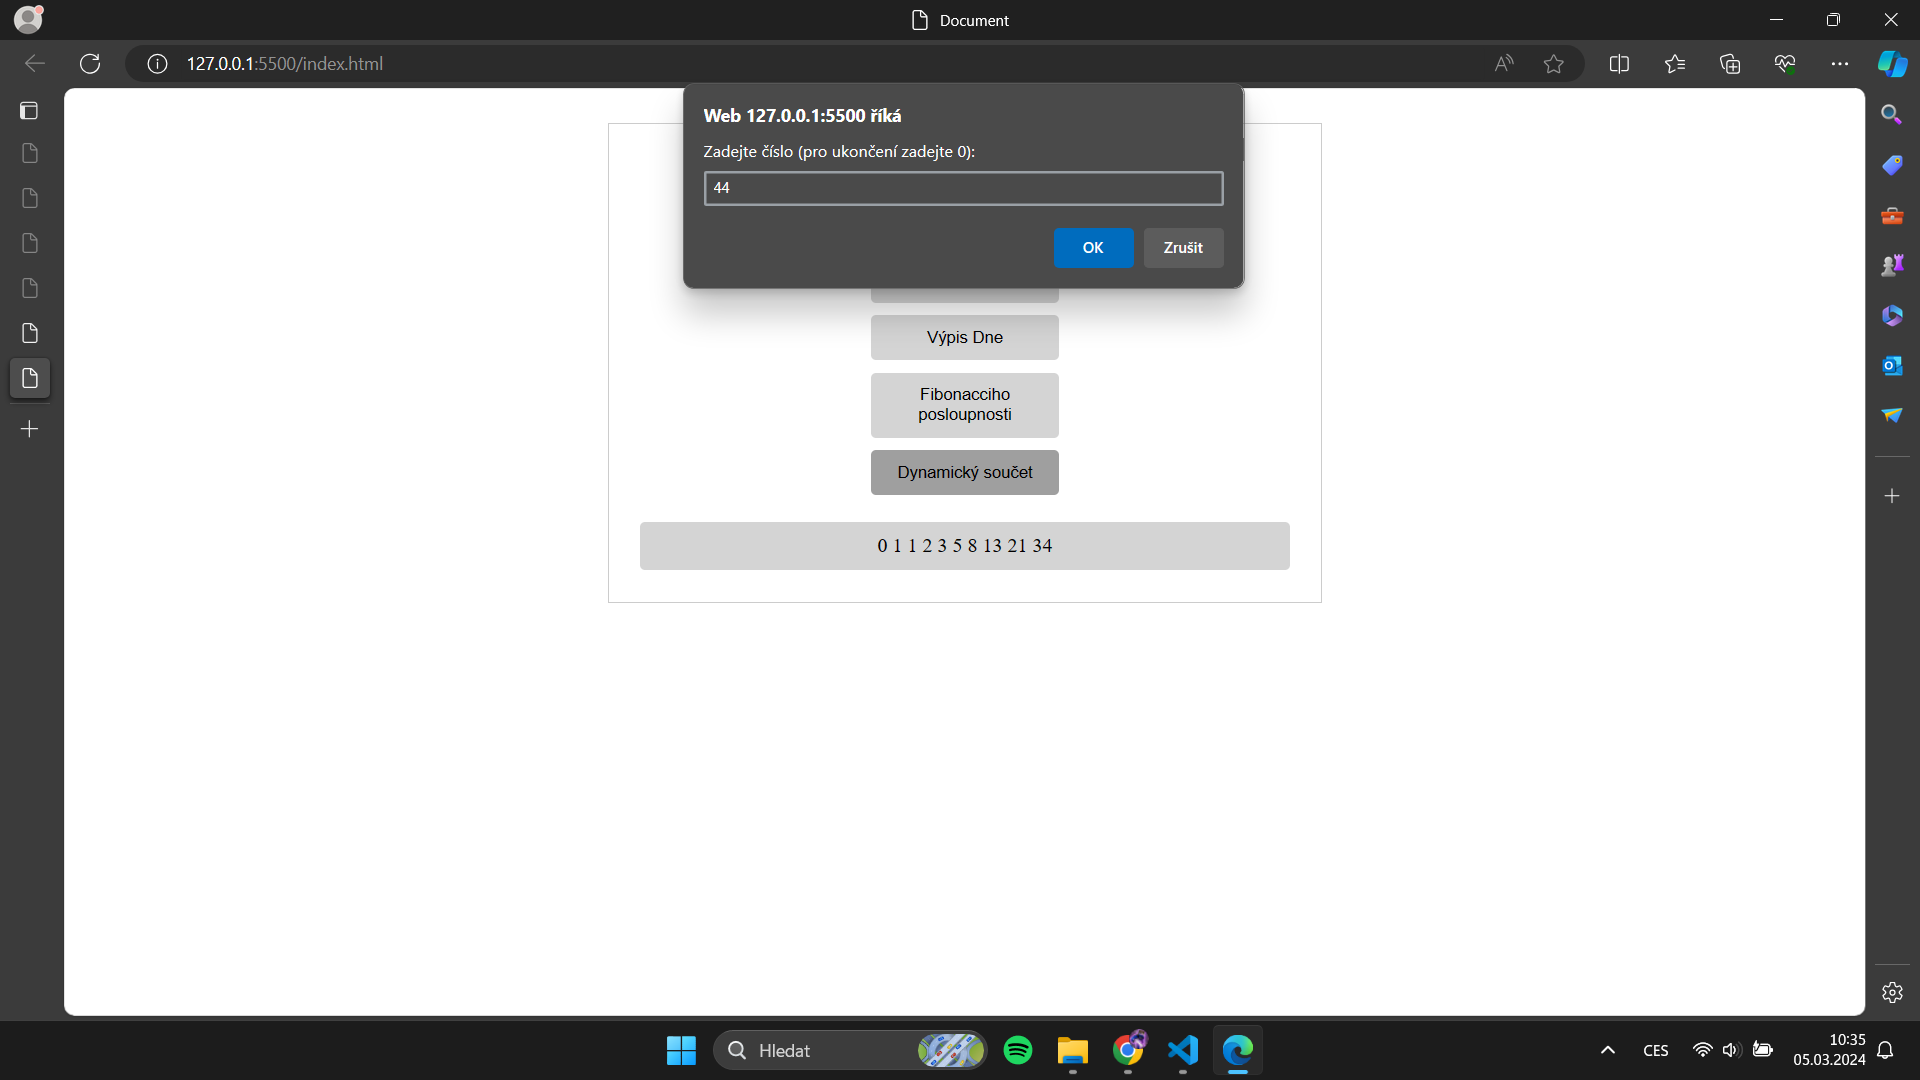 Document
127.0.0.1:5500/index.html
Web 127.0.0.1:5500 říká
Zadejte číslo (pro ukončení zadejte 0):
44
OK
Zrušit
Výpis Dne
Fibonacciho
posloupnosti
Dynamický součet
0 1 1 2 3 5 8 13 21 34
Hledat
CES
10:35
05.03.2024